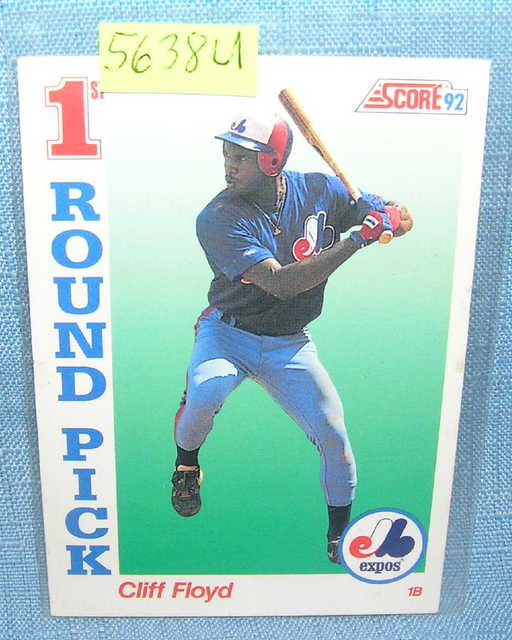 56384
1ST
SCORE 92
ROUND PICK
expos
Cliff Floyd
1B